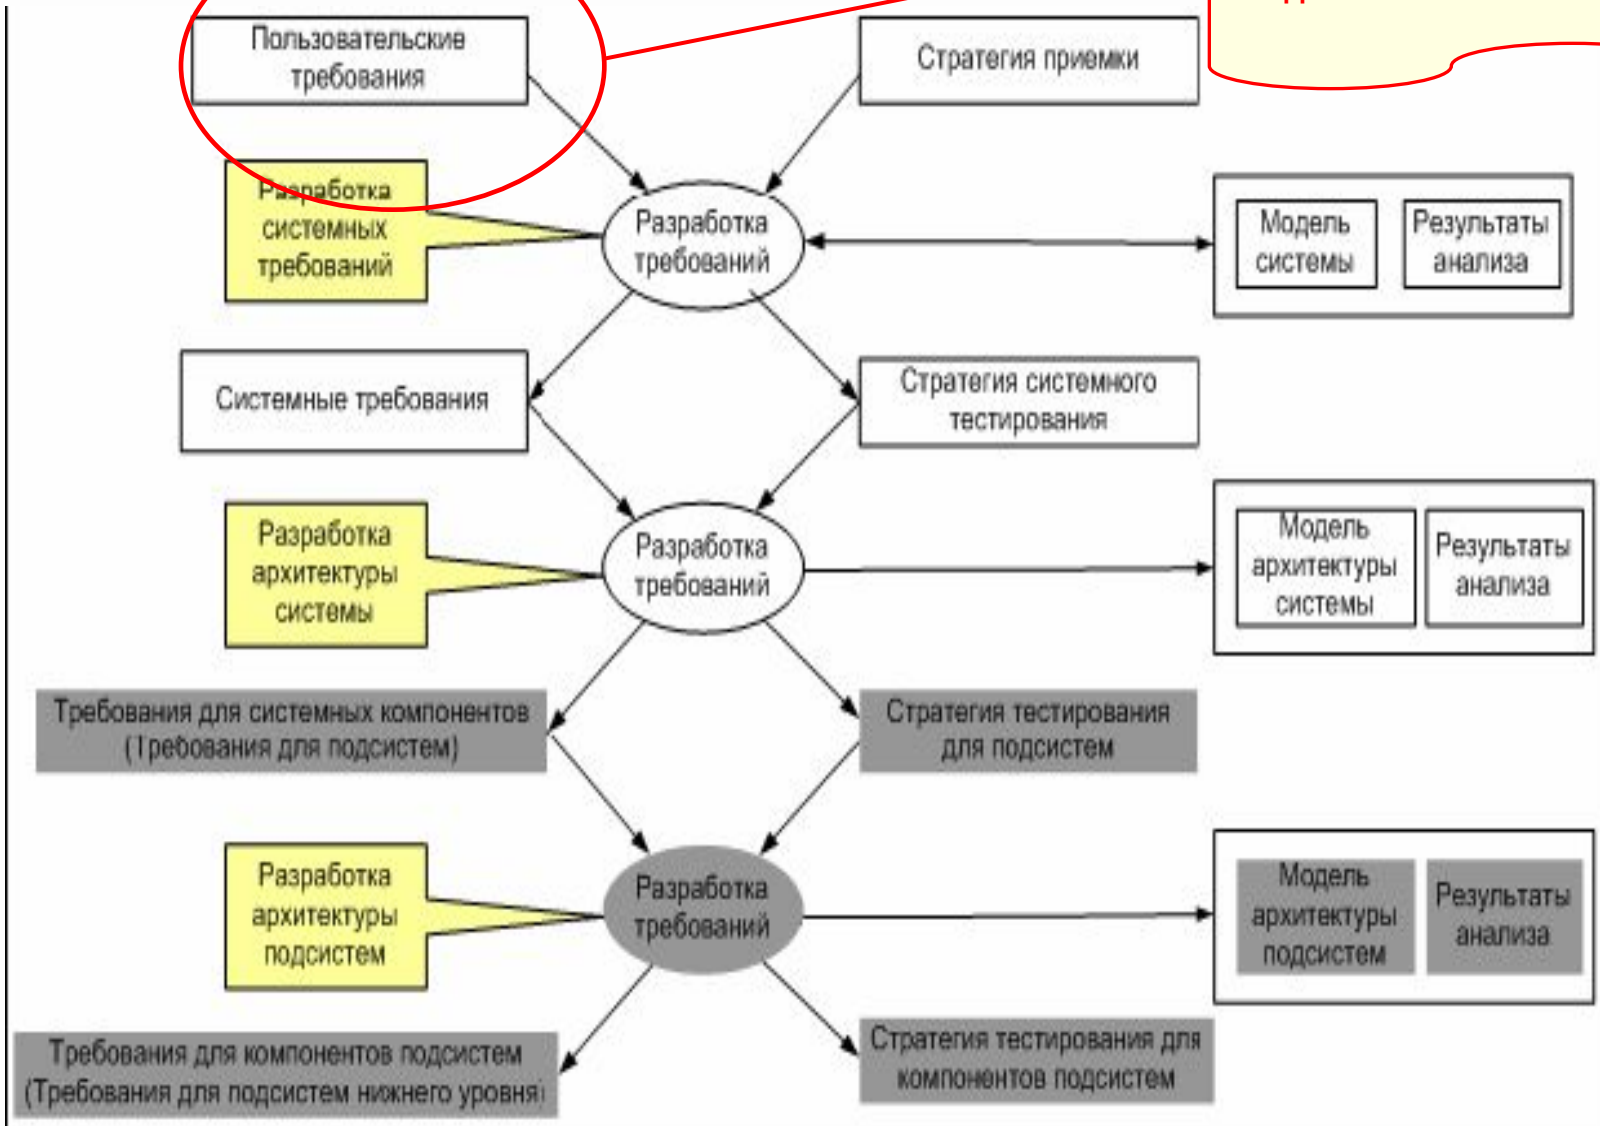 Пользовательские
требования
Стратегия приемки
Разработка
системных
требований
Разработка
требований
Модель
системы
Результаты
анализа
Системные требования
Стратегия системного
тестирования
Разработка
архитектуры
системы
Разработка
требований
Модель
архитектуры
системы
Результаты
анализа
Требования для системных компонентов
(Требования для подсистем)
Стратегия тестирования
для подсистем
Разработка
архитектуры
подсистем
Разработка
требований
Модель
архитектуры
подсистем
Результаты
анализа
Требования для компонентов подсистем
(Требования для подсистем нижнего уровня)
Стратегия тестирования для
компонентов подсистем